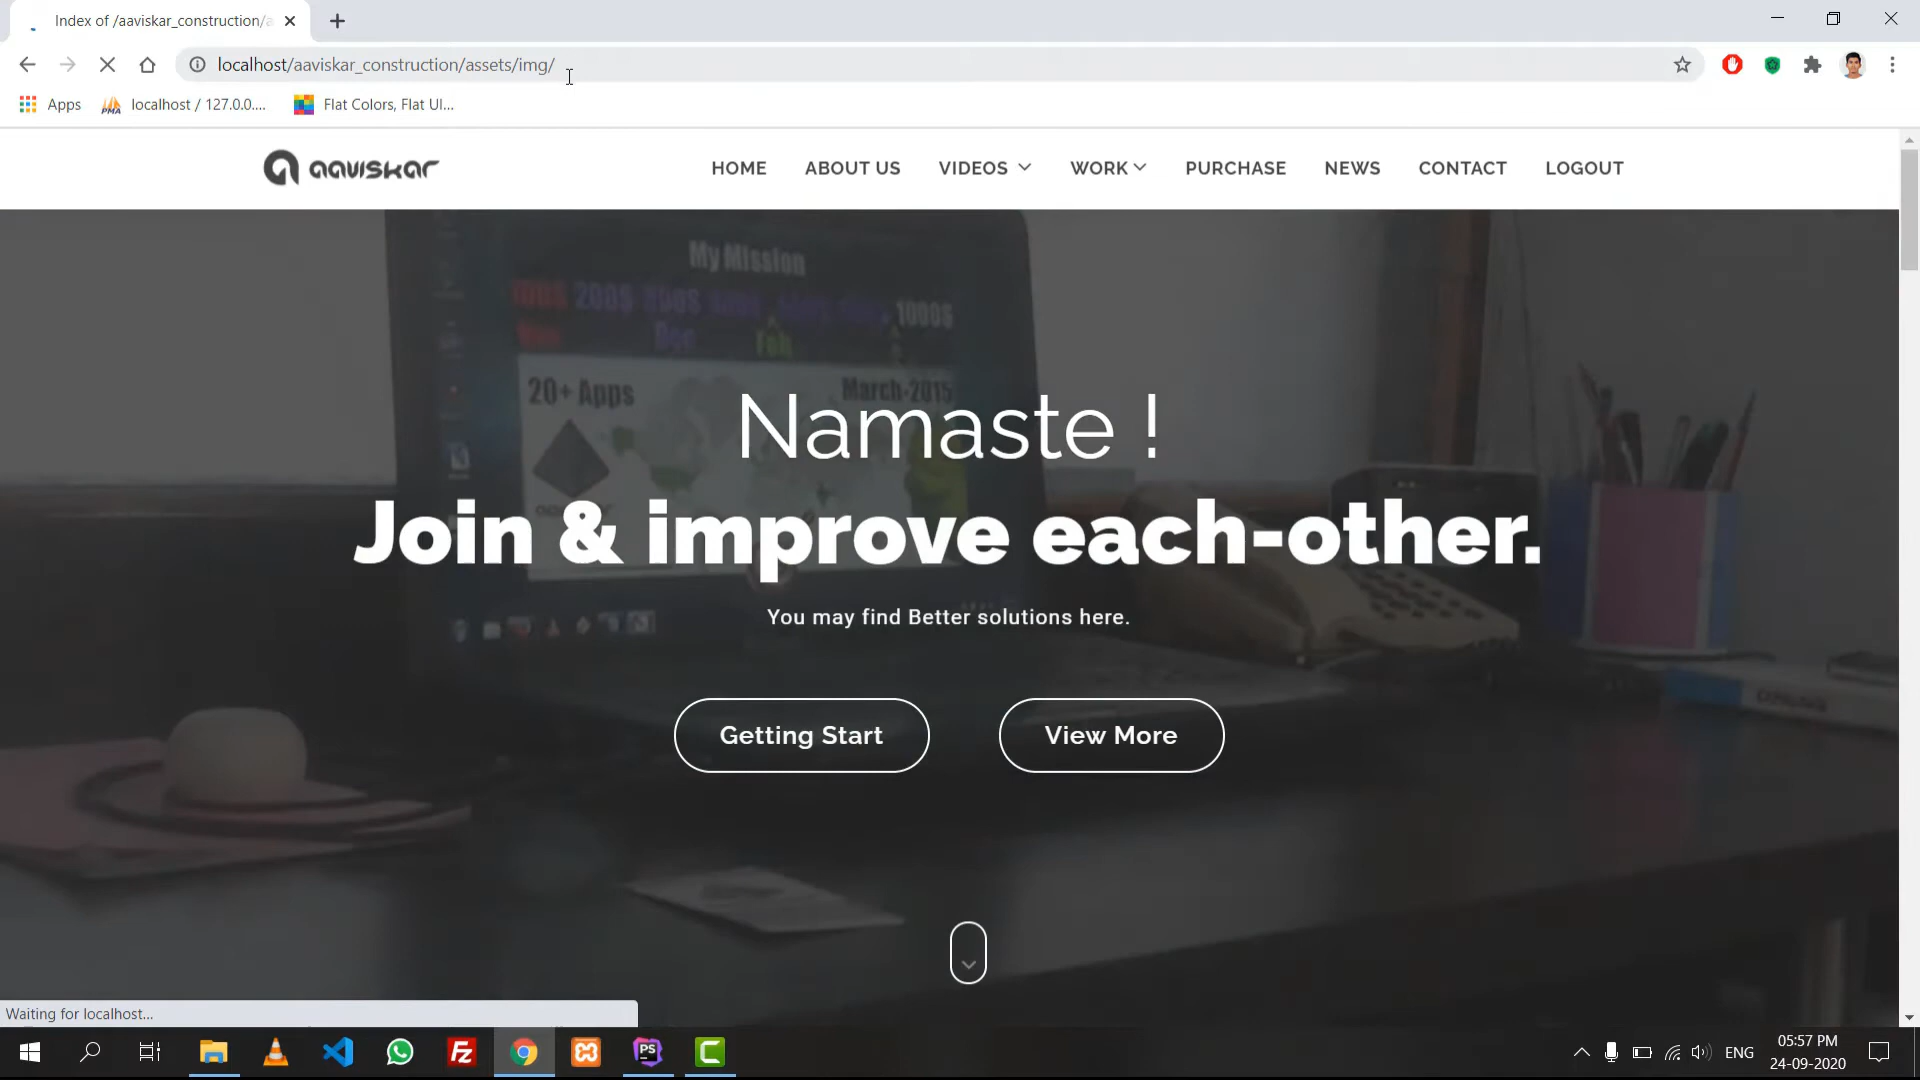 Index of /aaviskar_construction/a
localhost/aaviskar_construction/assets/img/
Apps
localhost / 127.0.0....
Flat Colors, Flat UI...
aaviskar
HOME
ABOUT US
VIDEOS
WORK
PURCHASE
NEWS
CONTACT
LOGOUT
My Mission
200$
1000$
20+ Apps
March-2015
Namaste !
Join & improve each-other.
You may find Better solutions here.
Getting Start
View More
Waiting for localhost...
ENG
05:57 PM
24-09-2020